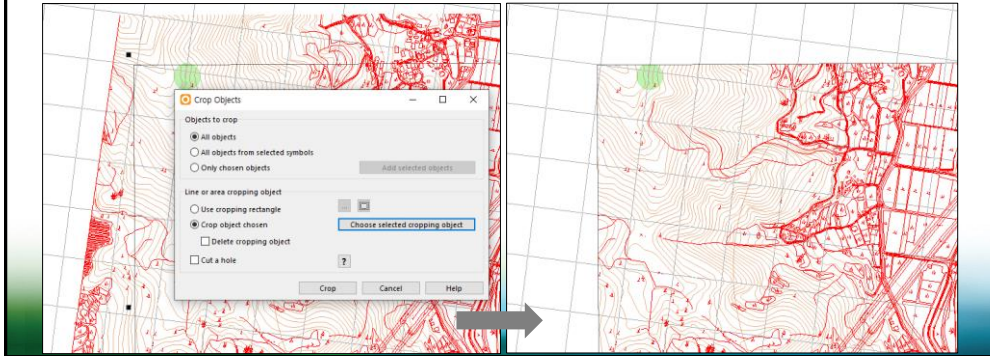 Crop Objects
Objects to crop
All objects
All objects from selected symbols
Only chosen objects
Add selected objects
Line or area cropping object
Use cropping rectangle
...
Crop object chosen
Choose selected cropping object
Delete cropping object
Cut a hole
?
Crop
Cancel
Help